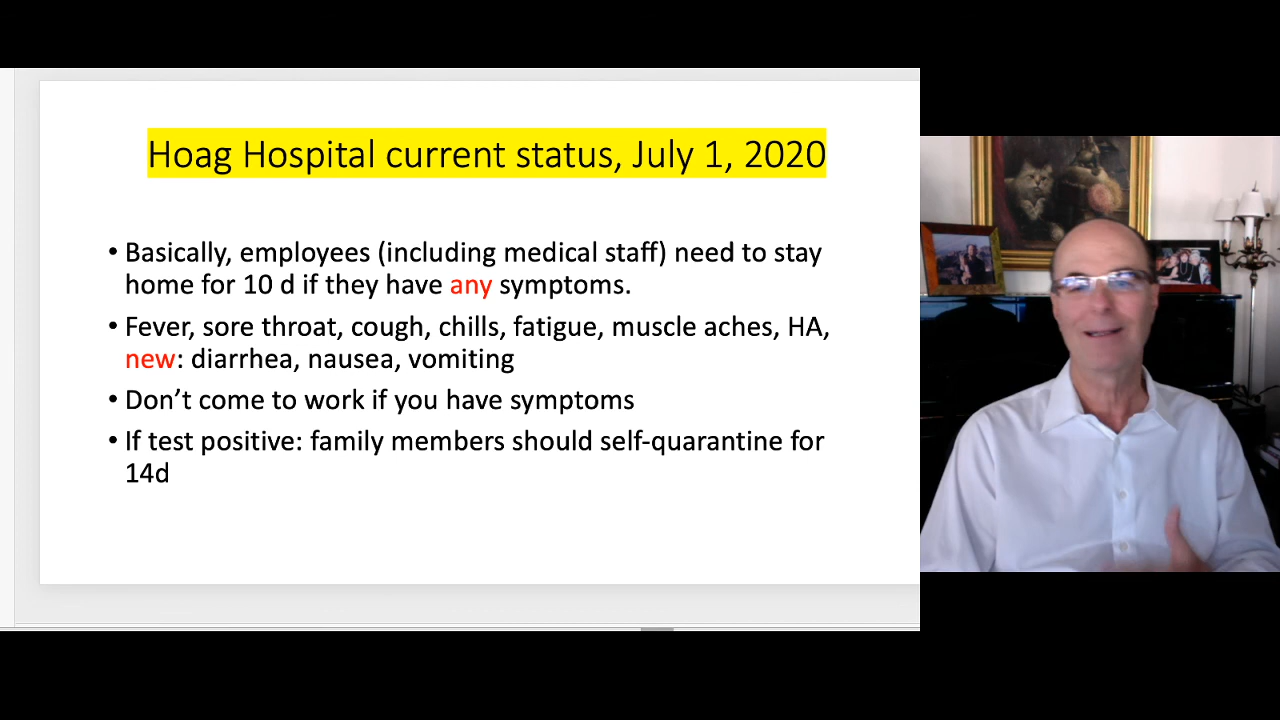 Hoag Hospital current status, July 1, 2020
• Basically, employees (including medical staff) need to stay
home for 10 d if they have any symptoms.
• Fever, sore throat, cough, chills, fatigue, muscle aches, HA,
new: diarrhea, nausea, vomiting
• Don’t come to work if you have symptoms
• If test positive: family members should self-quarantine for
14d